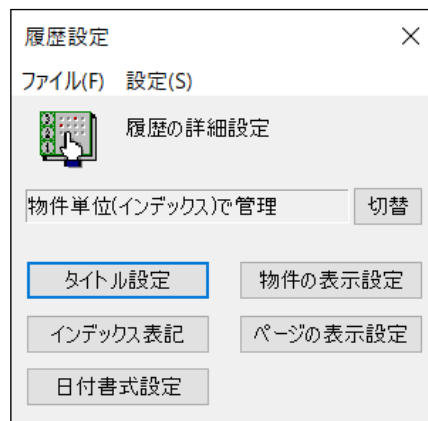 履歴設定
ファイル(F) 設定(S)
履歴の詳細設定
物件単位(インデックス)で管理 切替
タイトル設定 物件の表示設定
インデックス表記 ページの表示設定
日付書式設定